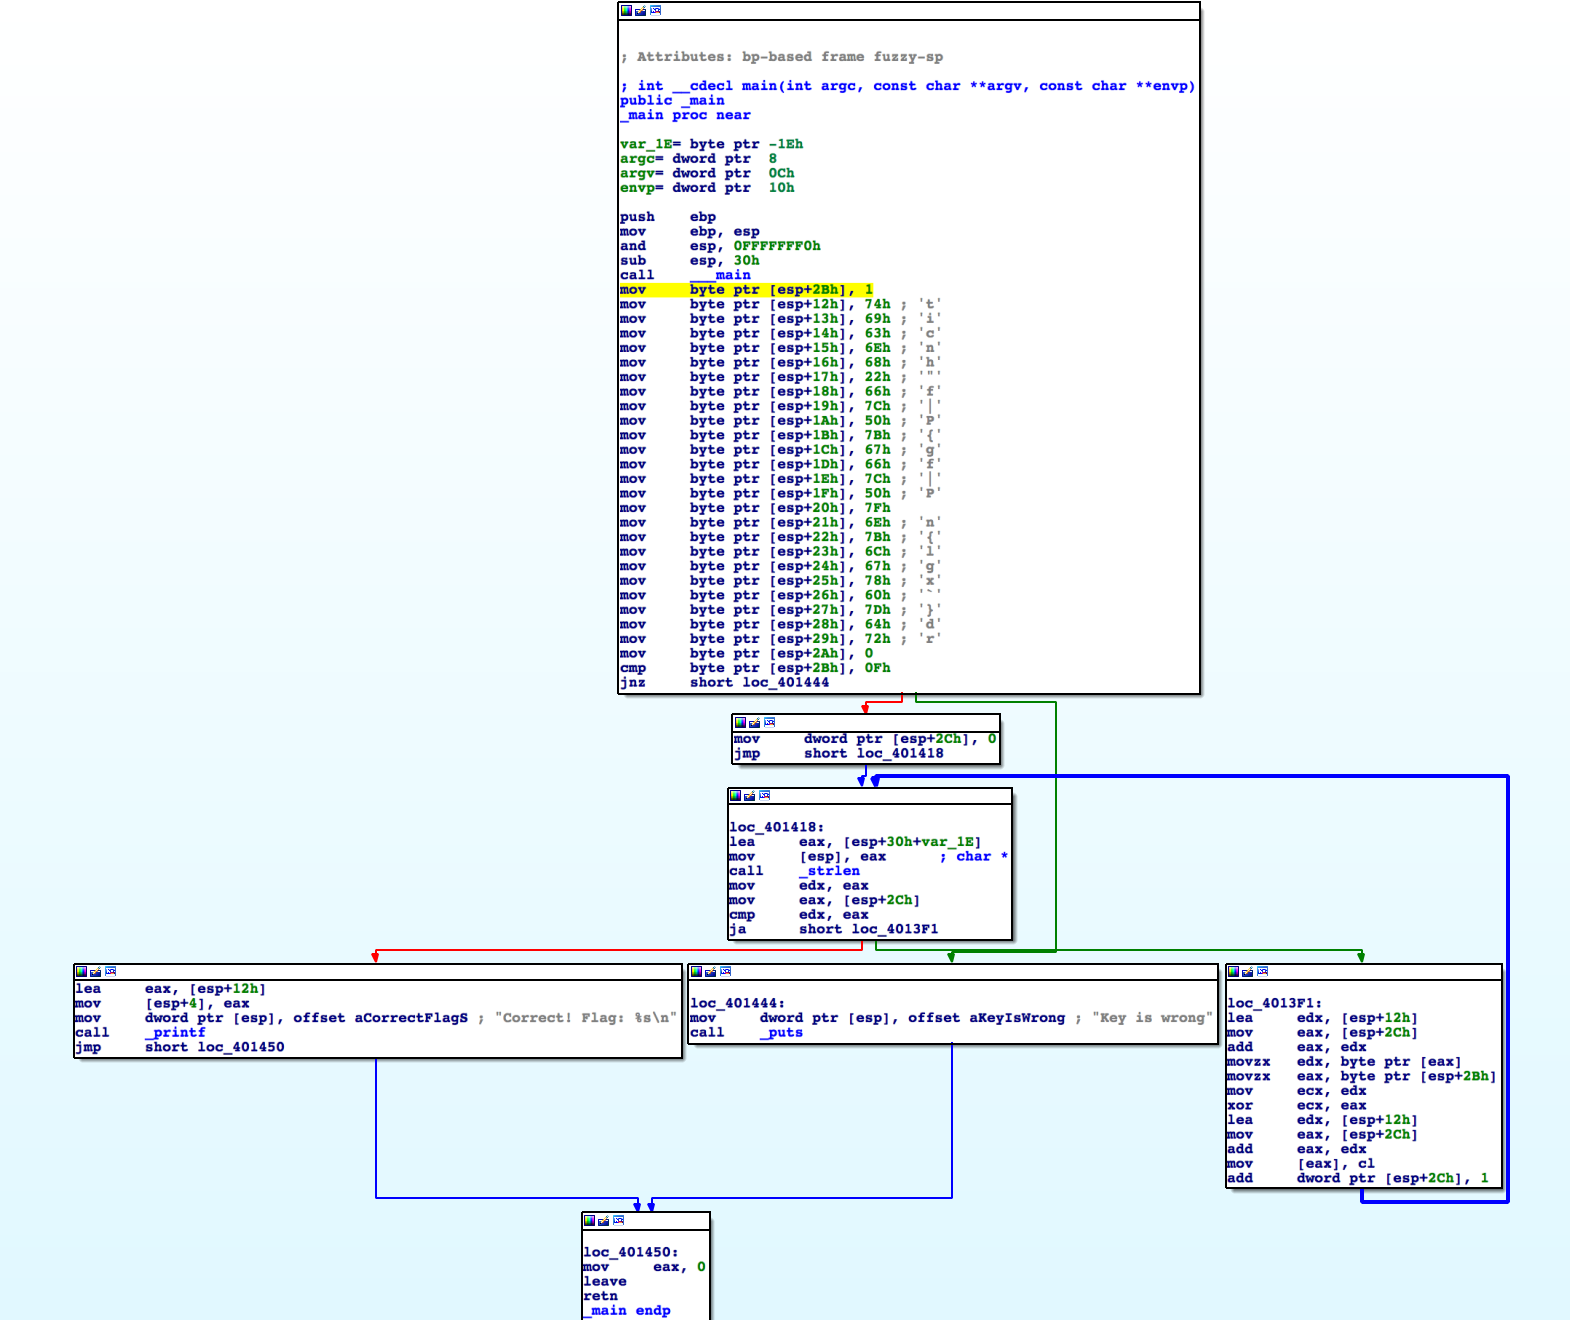 ; Attributes: bp-based frame fuzzy-sp
; int __cdecl main(int argc, const char **argv, const char **envp)
public _main
_main proc near
var_1E= byte ptr -1Eh
argc= dword ptr  8
argv= dword ptr  0Ch
envp= dword ptr  10h
push    ebp
mov     ebp, esp
and     esp, 0FFFFFFF0h
sub     esp, 30h
call    ___main
mov     byte ptr [esp+2Bh], 1
mov     byte ptr [esp+12h], 74h ; 't'
mov     byte ptr [esp+13h], 69h ; 'i'
mov     byte ptr [esp+14h], 63h ; 'c'
mov     byte ptr [esp+15h], 6Eh ; 'n'
mov     byte ptr [esp+16h], 68h ; 'h'
mov     byte ptr [esp+17h], 22h ; '"'
mov     byte ptr [esp+18h], 66h ; 'f'
mov     byte ptr [esp+19h], 7Ch ; '|'
mov     byte ptr [esp+1Ah], 50h ; 'P'
mov     byte ptr [esp+1Bh], 7Bh ; '{'
mov     byte ptr [esp+1Ch], 67h ; 'g'
mov     byte ptr [esp+1Dh], 66h ; 'f'
mov     byte ptr [esp+1Eh], 7Ch ; '|'
mov     byte ptr [esp+1Fh], 50h ; 'P'
mov     byte ptr [esp+20h], 7Fh
mov     byte ptr [esp+21h], 6Eh ; 'n'
mov     byte ptr [esp+22h], 7Bh ; '{'
mov     byte ptr [esp+23h], 6Ch ; 'l'
mov     byte ptr [esp+24h], 67h ; 'g'
mov     byte ptr [esp+25h], 78h ; 'x'
mov     byte ptr [esp+26h], 60h ; '`'
mov     byte ptr [esp+27h], 7Dh ; '}'
mov     byte ptr [esp+28h], 64h ; 'd'
mov     byte ptr [esp+29h], 72h ; 'r'
mov     byte ptr [esp+2Ah], 0
cmp     byte ptr [esp+2Bh], 0Fh
jnz     short loc_401444
mov     dword ptr [esp+2Ch], 0
jmp     short loc_401418
loc_401418:
lea     eax, [esp+30h+var_1E]
mov     [esp], eax      ; char *
call    _strlen
mov     edx, eax
mov     eax, [esp+2Ch]
cmp     edx, eax
ja      short loc_4013F1
lea     eax, [esp+12h]
mov     [esp+4], eax
mov     dword ptr [esp], offset aCorrectFlagS ; "Correct! Flag: %s\n"
call    _printf
jmp     short loc_401450
loc_401444:
mov     dword ptr [esp], offset aKeyIsWrong ; "Key is wrong"
call    _puts
loc_4013F1:
lea     edx, [esp+12h]
mov     eax, [esp+2Ch]
add     eax, edx
movzx   edx, byte ptr [eax]
movzx   eax, byte ptr [esp+2Bh]
mov     ecx, edx
xor     ecx, eax
lea     edx, [esp+12h]
mov     eax, [esp+2Ch]
add     eax, edx
mov     [eax], cl
add     dword ptr [esp+2Ch], 1
loc_401450:
mov     eax, 0
leave
retn
_main endp